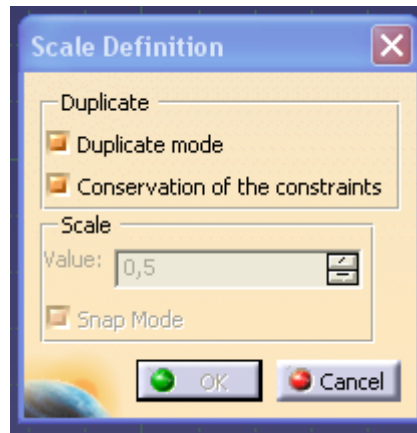 Scale Definition
Duplicate
Duplicate mode
Conservation of the constraints
Scale
Value: 0,5
Snap Mode
OK Cancel